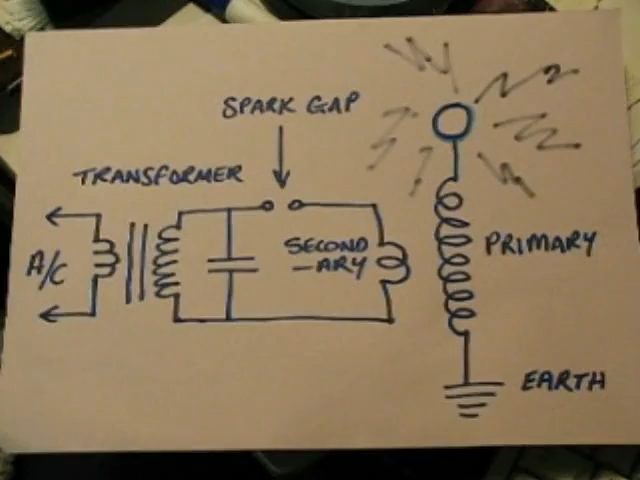 SPARK GAP
TRANSFORMER
A/C
SECOND
-ARY
PRIMARY
EARTH